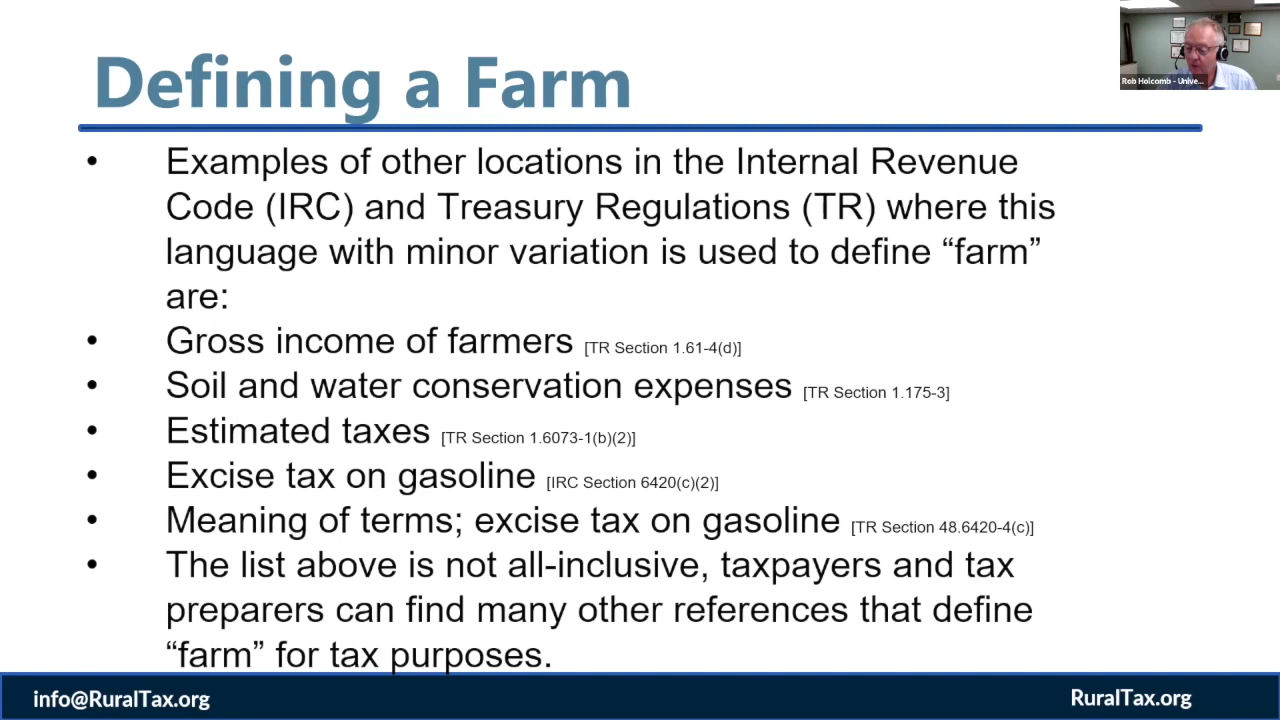 Defining a Farm
Rob Holcomb - Unive...
• Examples of other locations in the Internal Revenue
Code (IRC) and Treasury Regulations (TR) where this
language with minor variation is used to define “farm”
are:
• Gross income of farmers [TR Section 1.61-4(d)]
• Soil and water conservation expenses [TR Section 1.175-3]
• Estimated taxes [TR Section 1.6073-1(b)(2)]
• Excise tax on gasoline [IRC Section 6420(c)(2)]
• Meaning of terms; excise tax on gasoline [TR Section 48.6420-4(c)]
• The list above is not all-inclusive, taxpayers and tax
preparers can find many other references that define
“farm” for tax purposes.
info@RuralTax.org
RuralTax.org